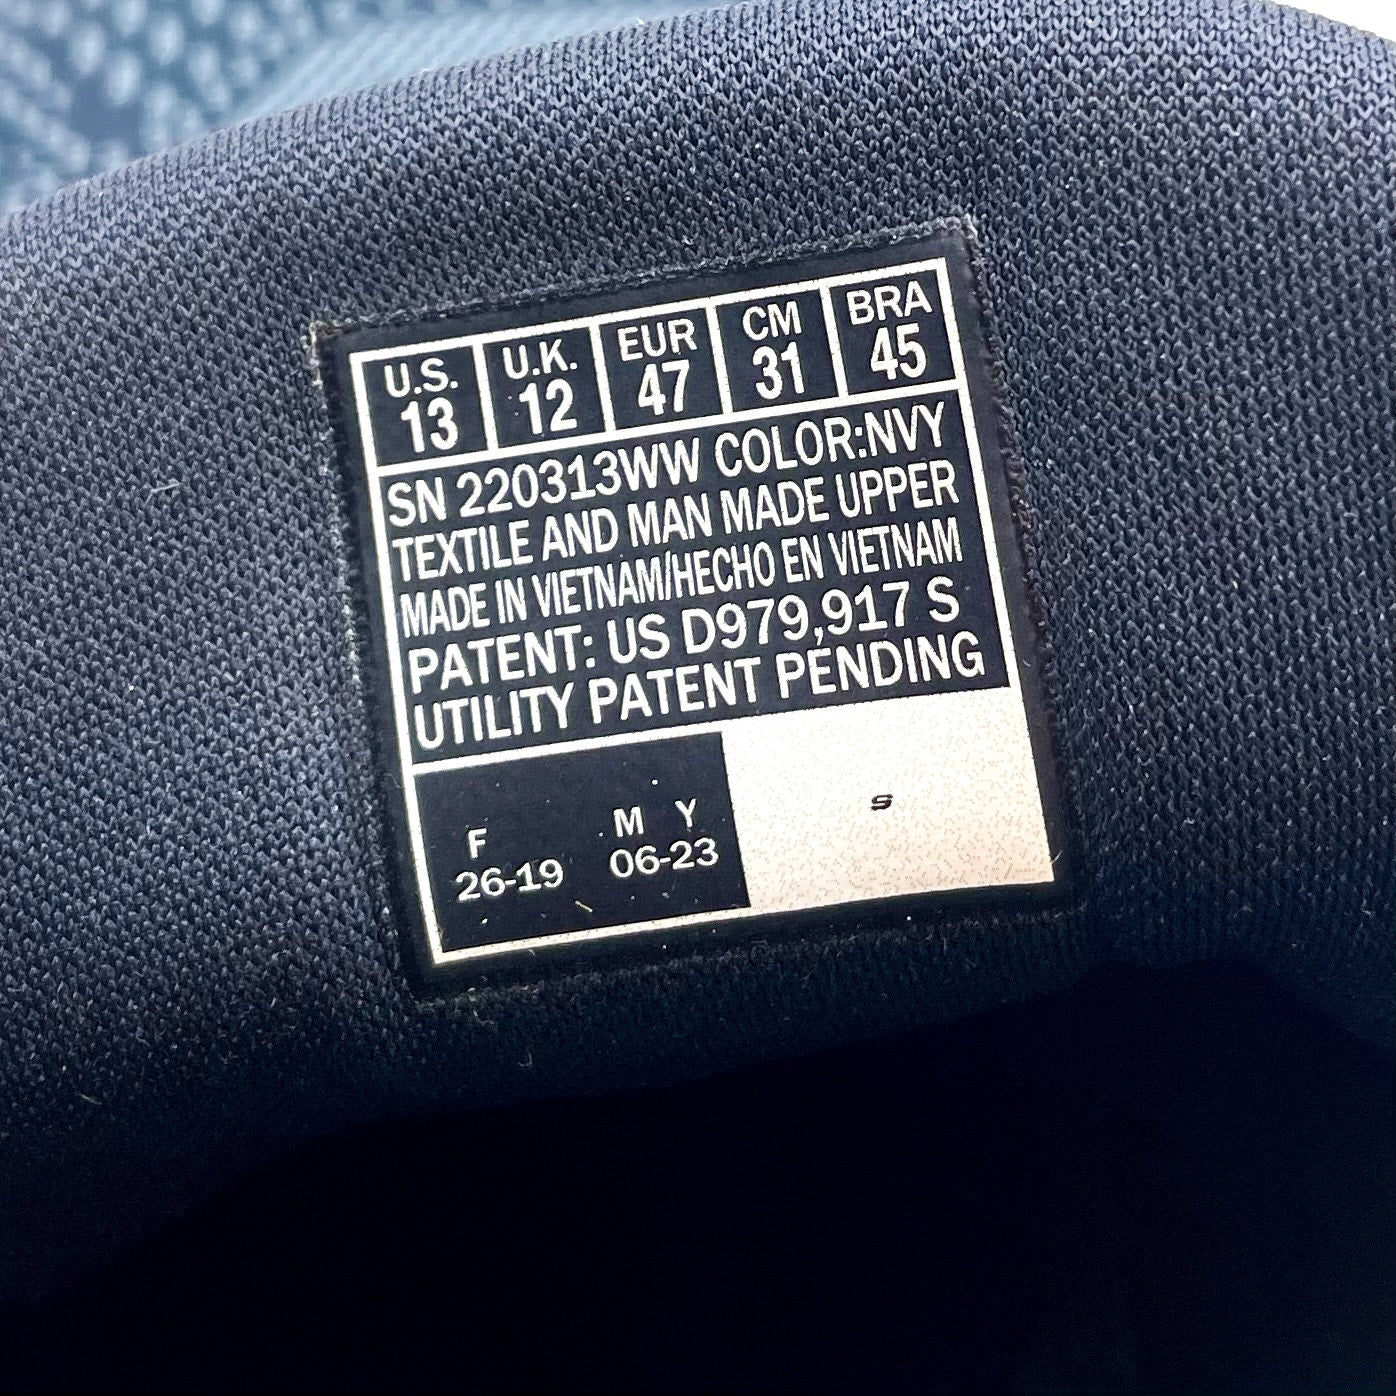 U.S. U.K. EUR CM BRA
13 12 47 31 45
SN 220313WW COLOR:NVY
TEXTILE AND MAN MADE UPPER
MADE IN VIETNAM/HECHO EN VIETNAM
PATENT: US D979,917 S
UTILITY PATENT PENDING
F M Y
26-19 06-23
S